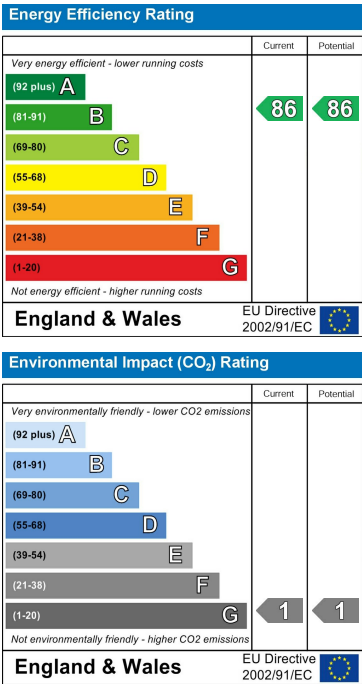 Energy Efficiency Rating
Current Potential
Very energy efficient - lower running costs
(92 plus) A
(81-91) B 86 86
(69-80) C
(55-68) D
(39-54) E
(21-38) F
(1-20) G
Not energy efficient - higher running costs
England & Wales EU Directive 2002/91/EC
Environmental Impact (CO₂) Rating
Current Potential
Very environmentally friendly - lower CO2 emissions
(92 plus) A
(81-91) B
(69-80) C
(55-68) D
(39-54) E
(21-38) F
(1-20) G 1 1
Not environmentally friendly - higher CO2 emissions
England & Wales EU Directive 2002/91/EC